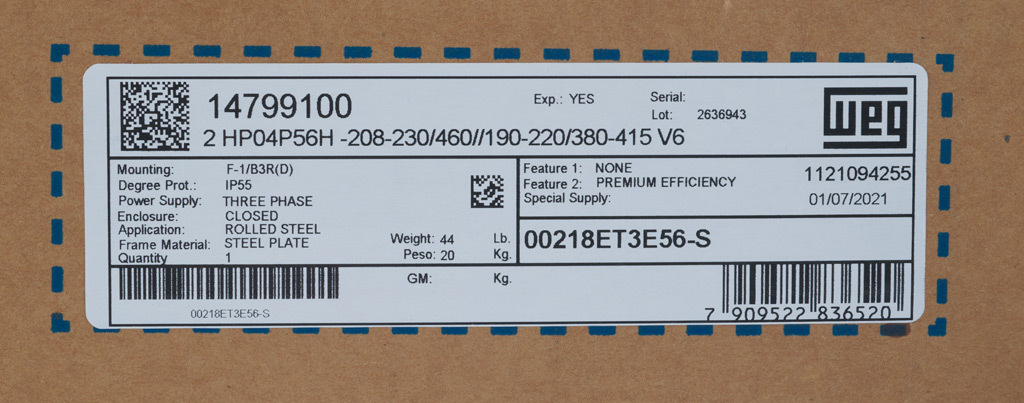 14799100
Exp.: YES
Serial:
Lot: 2636943
WEG
2 HP04P56H -208-230/460//190-220/380-415 V6
Mounting: F-1/B3R(D)
Degree Prot.: IP55
Power Supply: THREE PHASE
Enclosure: CLOSED
Application: ROLLED STEEL
Frame Material: STEEL PLATE
Quantity 1
Weight: 44 Lb.
Peso: 20 Kg.
Feature 1: NONE
Feature 2: PREMIUM EFFICIENCY
Special Supply:
1121094255
01/07/2021
00218ET3E56-S
GM: Kg.
00218ET3E56-S
7 909522 836520